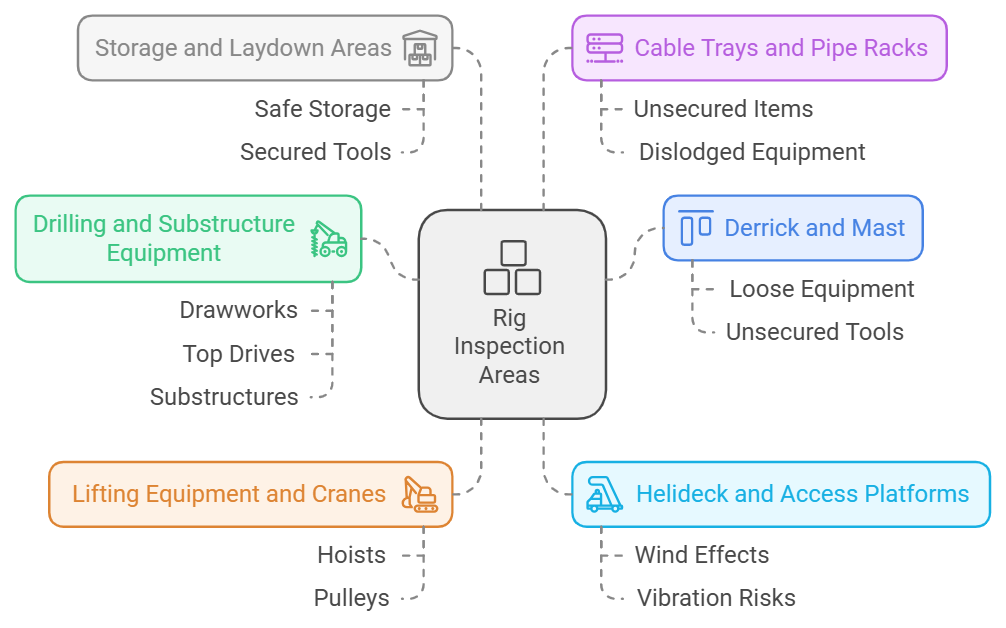 Storage and Laydown Areas
Safe Storage
Secured Tools
Cable Trays and Pipe Racks
Unsecured Items
Dislodged Equipment
Drilling and Substructure
Equipment
Drawworks
Top Drives
Substructures
Rig
Inspection
Areas
Derrick and Mast
Loose Equipment
Unsecured Tools
Lifting Equipment and Cranes
Hoists
Pulleys
Helideck and Access Platforms
Wind Effects
Vibration Risks